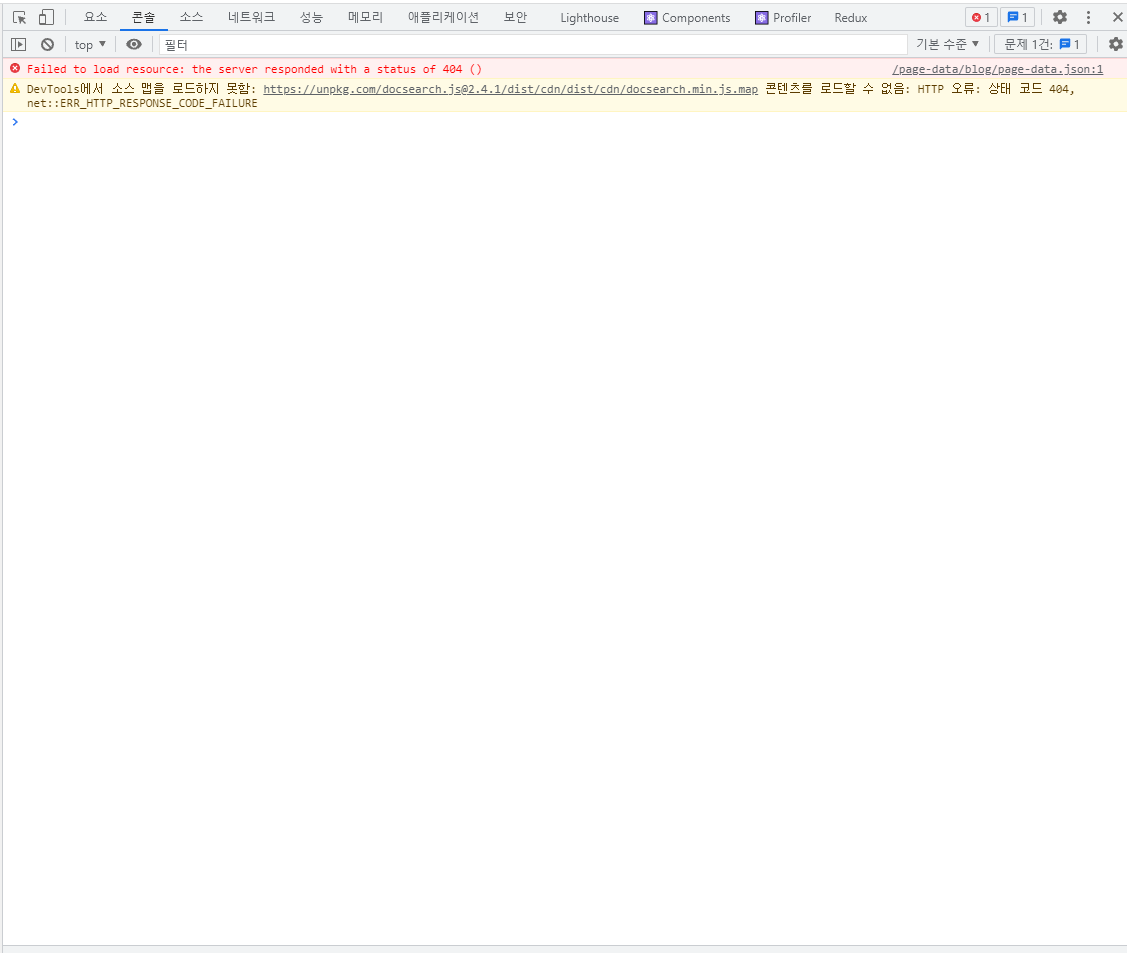 요소 콘솔 소스 네트워크 성능 메모리 애플리케이션 보안 Lighthouse Components Profiler Redux 1 1
top 필터 기본 수준 문제 1건: 1
Failed to load resource: the server responded with a status of 404 () /page-data/blog/page-data.json:1
DevTools에서 소스 맵을 로드하지 못함: https://unpkg.com/docsearch.js@2.4.1/dist/cdn/dist/cdn/docsearch.min.js.map 콘텐츠를 로드할 수 없음: HTTP 오류: 상태 코드 404,
net::ERR_HTTP_RESPONSE_CODE_FAILURE